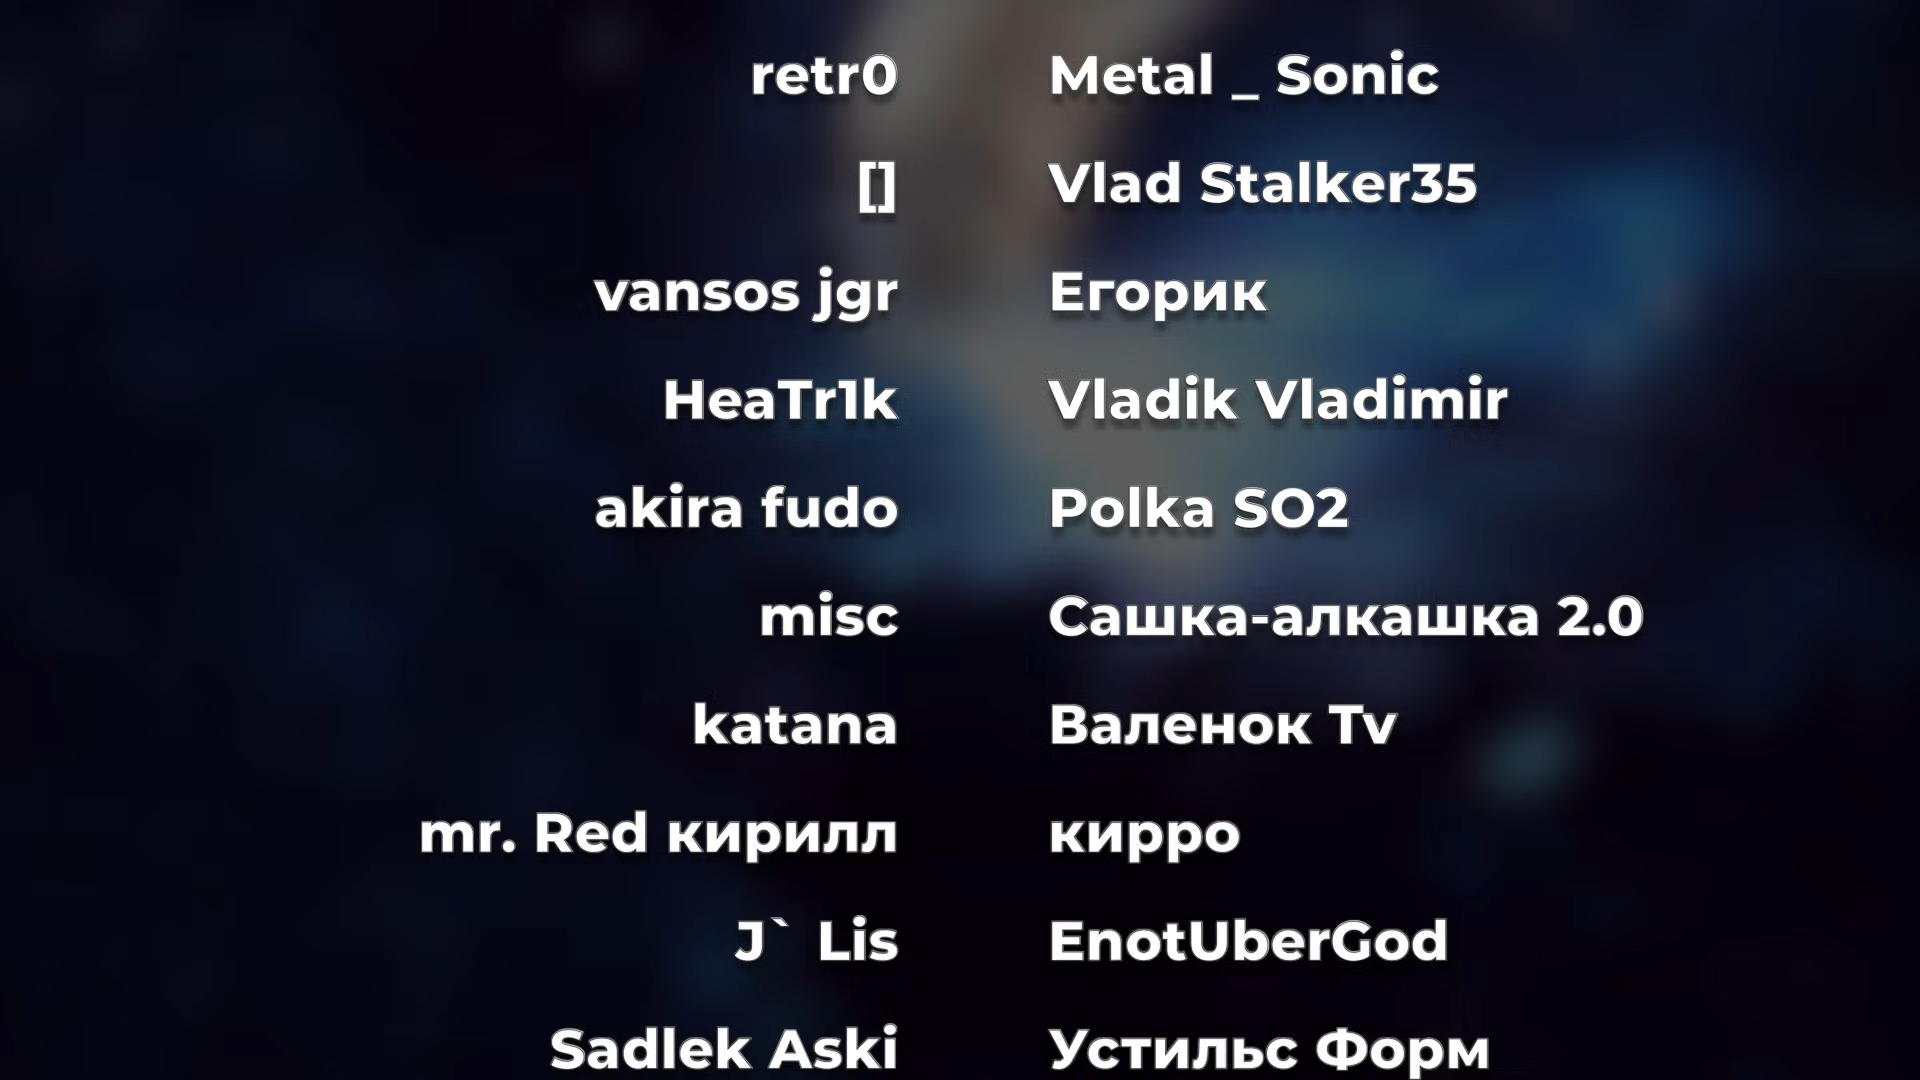 retr0 Metal _ Sonic
[] Vlad Stalker35
vansos jgr Егорик
HeaTr1k Vladik Vladimir
akira fudo Polka SO2
misc Сашка-алкашка 2.0
katana Валенок Tv
mr. Red кирилл кирро
J` Lis EnotUberGod
Sadlek Aski Устильс Форм